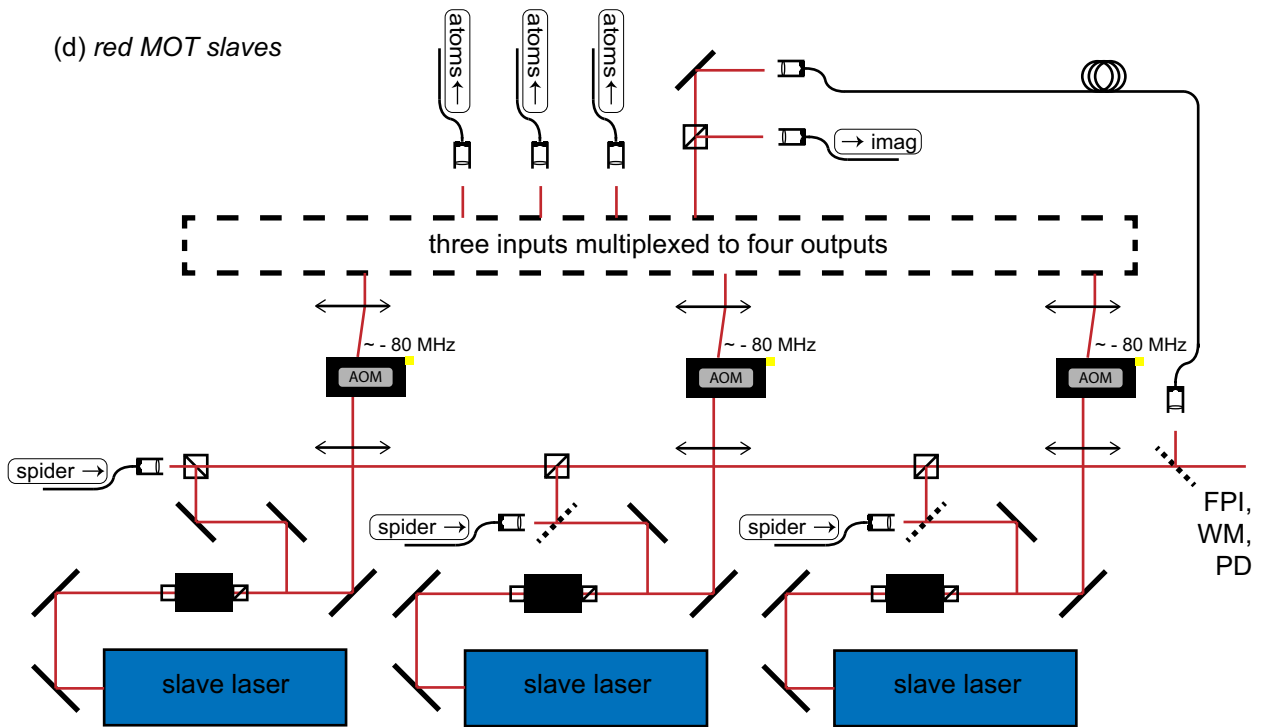 (d) red MOT slaves
atoms →
atoms →
atoms →
→ imag
three inputs multiplexed to four outputs
~ - 80 MHz
~ - 80 MHz
~ - 80 MHz
AOM
AOM
AOM
spider →
spider →
spider →
FPI,
WM,
PD
slave laser
slave laser
slave laser